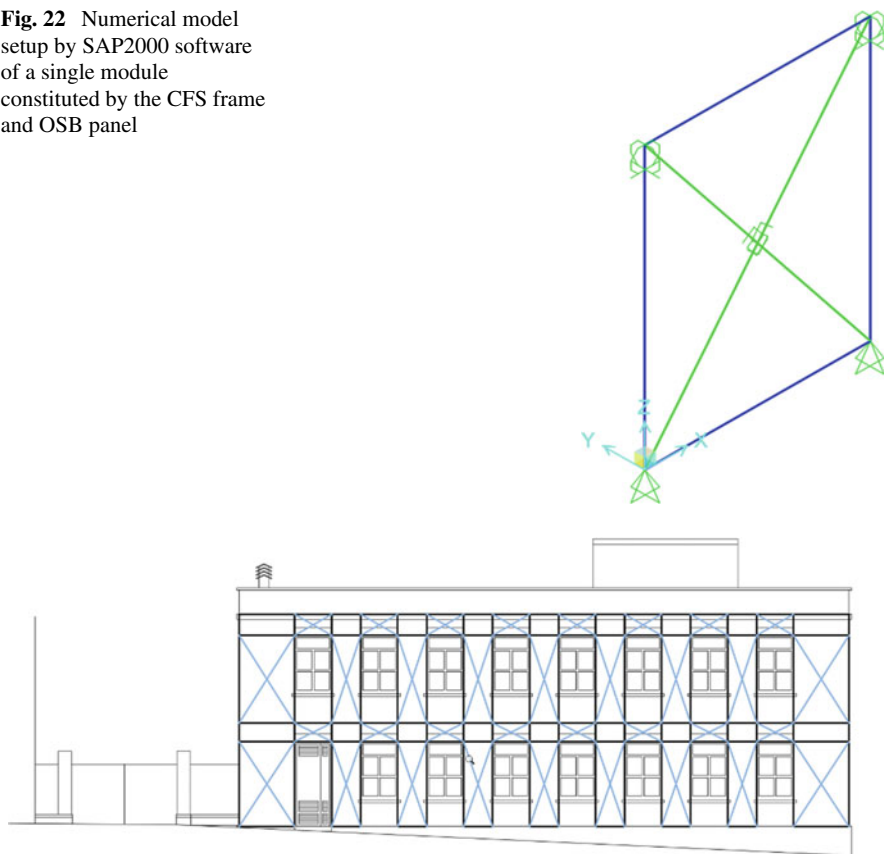 Fig. 22 Numerical model
setup by SAP2000 software
of a single module
constituted by the CFS frame
and OSB panel
Z
Y
X